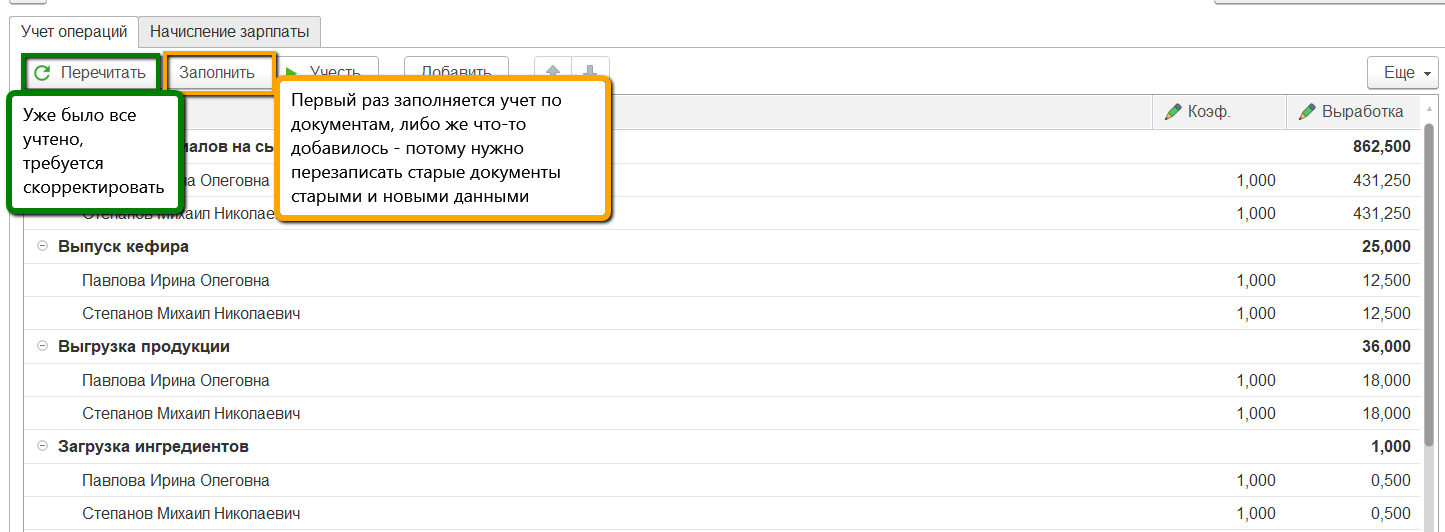 Учет операций Начисление зарплаты
Перечитать Заполнить Учесть Добавить Еще
Уже было все
учтено,
требуется
скорректировать
Первый раз заполняется учет по
документам, либо же что-то
добавилось - потому нужно
перезаписать старые документы
старыми и новыми данными
Коэф. Выработка
иалов на сы 862,500
на Олеговна 1,000 431,250
Степанов Михаил Николае 1,000 431,250
Выпуск кефира 25,000
Павлова Ирина Олеговна 1,000 12,500
Степанов Михаил Николаевич 1,000 12,500
Выгрузка продукции 36,000
Павлова Ирина Олеговна 1,000 18,000
Степанов Михаил Николаевич 1,000 18,000
Загрузка ингредиентов 1,000
Павлова Ирина Олеговна 1,000 0,500
Степанов Михаил Николаевич 1,000 0,500